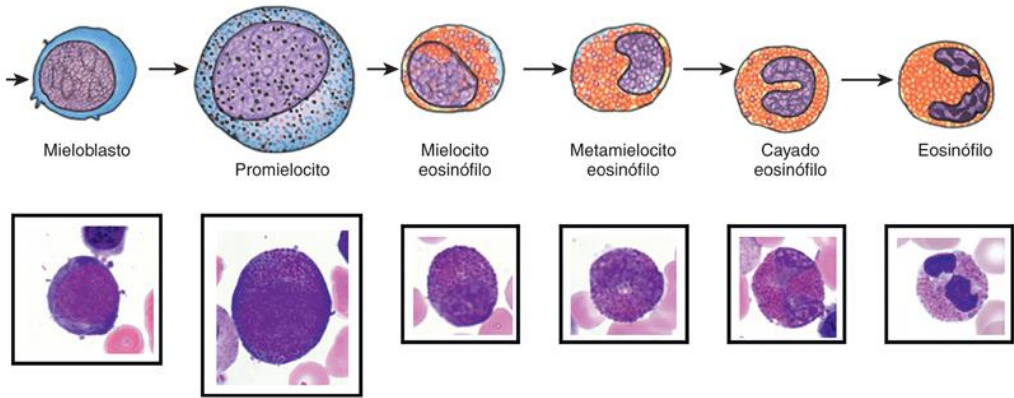 Mieloblasto
Promielocito
Mielocito
eosinófilo
Metamielocito
eosinófilo
Cayado
eosinófilo
Eosinófilo